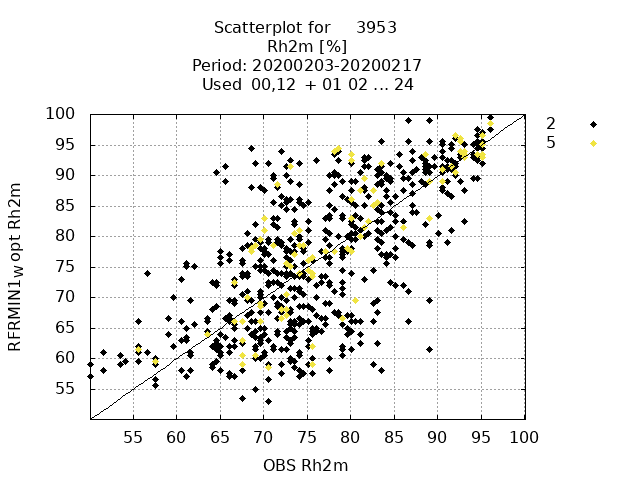 Scatterplot for 3953
Rh2m [%]
Period: 20200203-20200217
Used 00,12 + 01 02 ... 24
2
5
RFRMIN1w opt Rh2m
100
95
90
85
80
75
70
65
60
55
55 60 65 70 75 80 85 90 95 100
OBS Rh2m